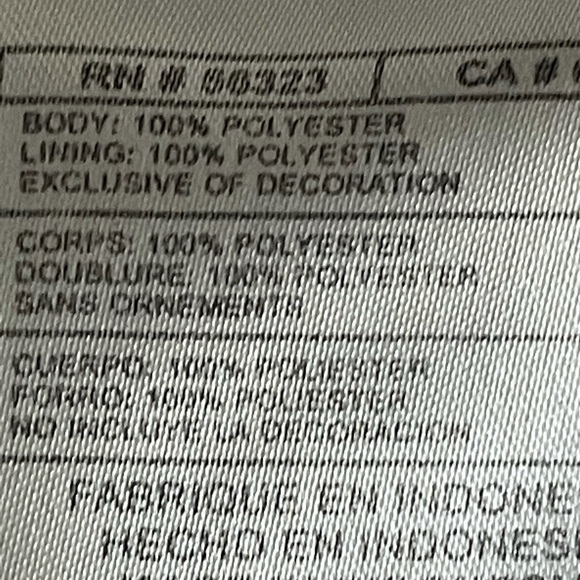 RN # 86323 CA #
BODY: 100% POLYESTER
LINING: 100% POLYESTER
EXCLUSIVE OF DECORATION
CORPS: 100% POLYESTER
DOUBLURE: 100% POLYESTER
SANS ORNEMENTS
CUERPO: 100% POLIESTER
FORRO: 100% POLIESTER
NO INCLUYE LA DECORACION
FABRIQUE EN INDONE
HECHO EN INDONES